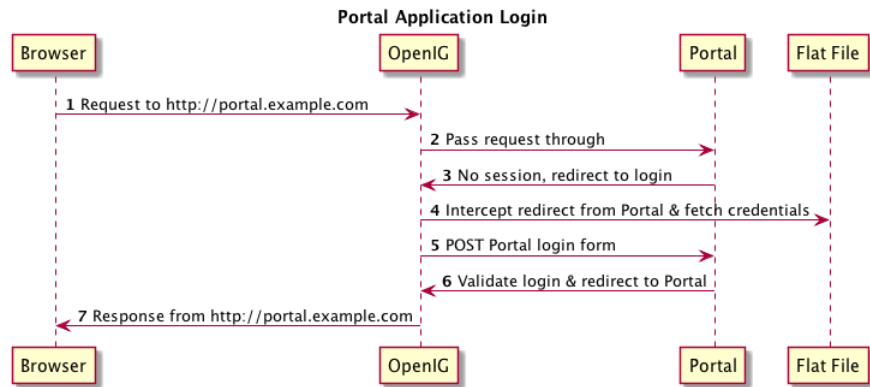 Portal Application Login
Browser
OpenIG
Portal
Flat File
1 Request to http://portal.example.com
2 Pass request through
3 No session, redirect to login
4 Intercept redirect from Portal & fetch credentials
5 POST Portal login form
6 Validate login & redirect to Portal
7 Response from http://portal.example.com
Browser
OpenIG
Portal
Flat File